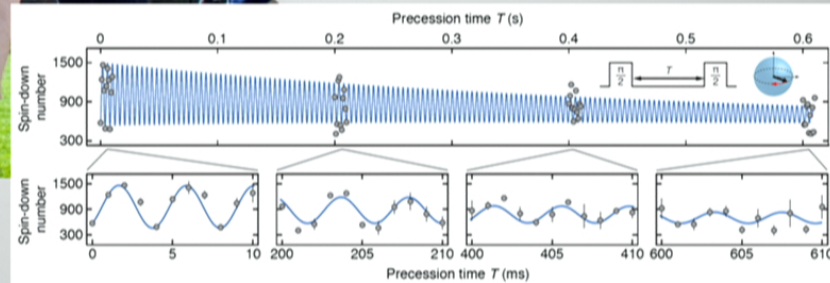 Precession time T (s)
0 0.1 0.2 0.3 0.4 0.5 0.6
Spin-down number
1500
900
300
π/2 T π/2
Spin-down number
1500
900
300
0 5 10 200 205 210 400 405 410 600 605 610
Precession time T (ms)